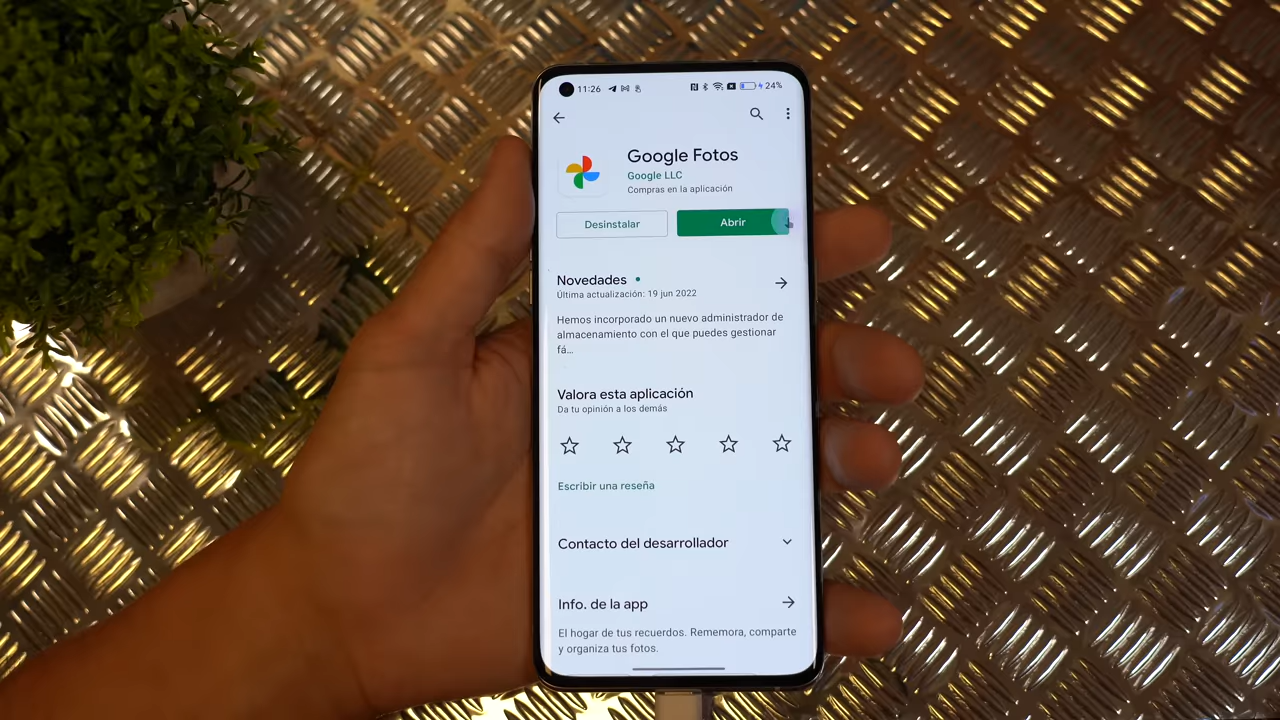 11:26
24%
Google Fotos
Google LLC
Compras en la aplicación
Desinstalar
Abrir
Novedades
Última actualización: 19 jun 2022
Hemos incorporado un nuevo administrador de
almacenamiento con el que puedes gestionar
fá...
Valora esta aplicación
Da tu opinión a los demás
Escribir una reseña
Contacto del desarrollador
Info. de la app
El hogar de tus recuerdos. Rememora, comparte
y organiza tus fotos.